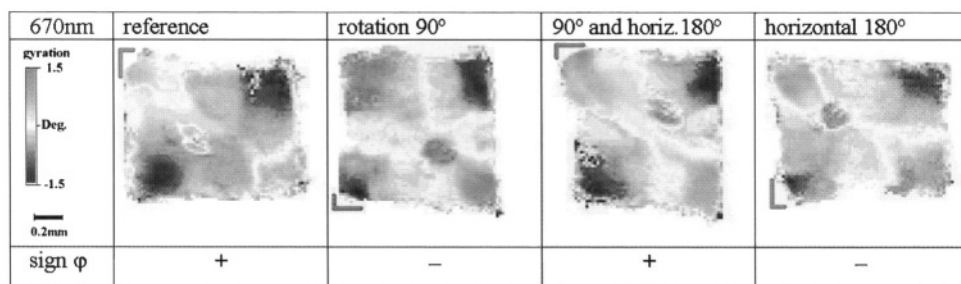 670nm reference rotation 90° 90° and horiz.180° horizontal 180°
gyration
1.5
Deg.
-1.5
0.2mm
sign φ + – + –